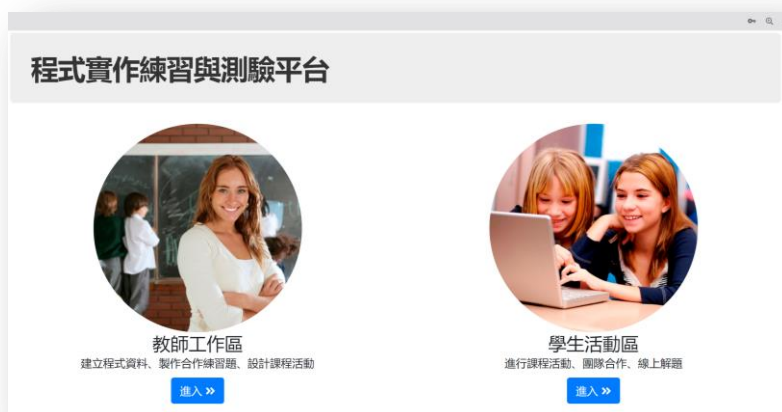 程式實作練習與測驗平台
教師工作區
建立程式資料、製作合作練習題、設計課程活動
進入 »
學生活動區
進行課程活動、團隊合作、線上解題
進入 »